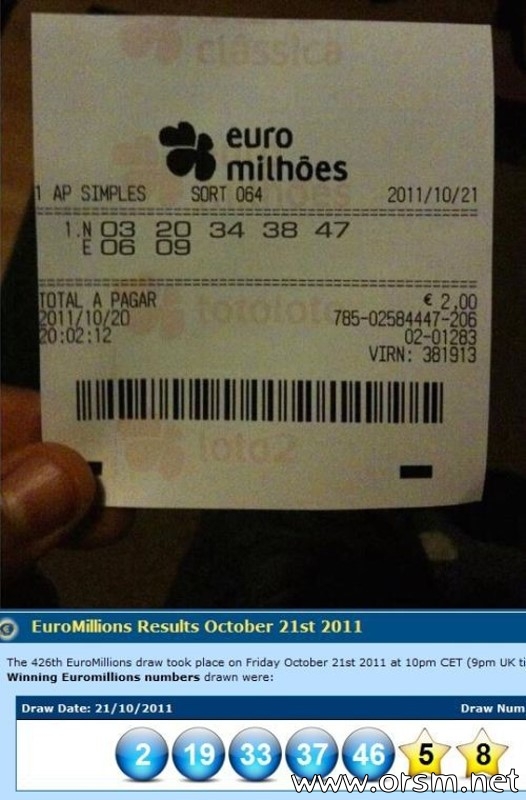 clássica
euro
milhões
1 AP SIMPLES SORT 064 2011/10/21
1.N 03 20 34 38 47
E 06 09
TOTAL A PAGAR € 2.00
2011/10/20 785-02584447-206
20:02:12 02-01283
VIRN: 381913
totoloto
loto2
EuroMillions Results October 21st 2011
The 426th EuroMillions draw took place on Friday October 21st 2011 at 10pm CET (9pm UK ti
Winning Euromillions numbers drawn were:
Draw Date: 21/10/2011 Draw Num
2 19 33 37 46 5 8
www.orsm.net